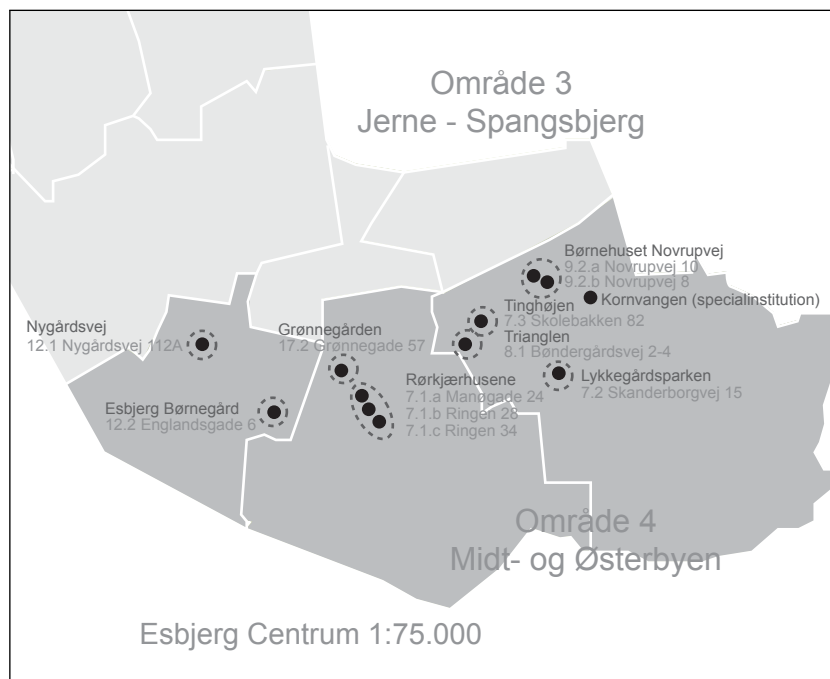 Område 3
Jerne - Spangsbjerg
Børnehuset Novrupvej
9.2.a Novrupvej 10
9.2.b Novrupvej 8
Kornvangen (specialinstitution)
Tinghøjen
7.3 Skolebakken 82
Nygårdsvej
12.1 Nygårdsvej 112A
Grønnegården
17.2 Grønnegade 57
Trianglen
8.1 Bøndergårdsvej 2-4
Rørkjærhusene
7.1.a Manøgade 24
7.1.b Ringen 28
7.1.c Ringen 34
Lykkegårdsparken
7.2 Skanderborgvej 15
Esbjerg Børnegård
12.2 Englandsgade 6
Område 4
Midt- og Østerbyen
Esbjerg Centrum 1:75.000